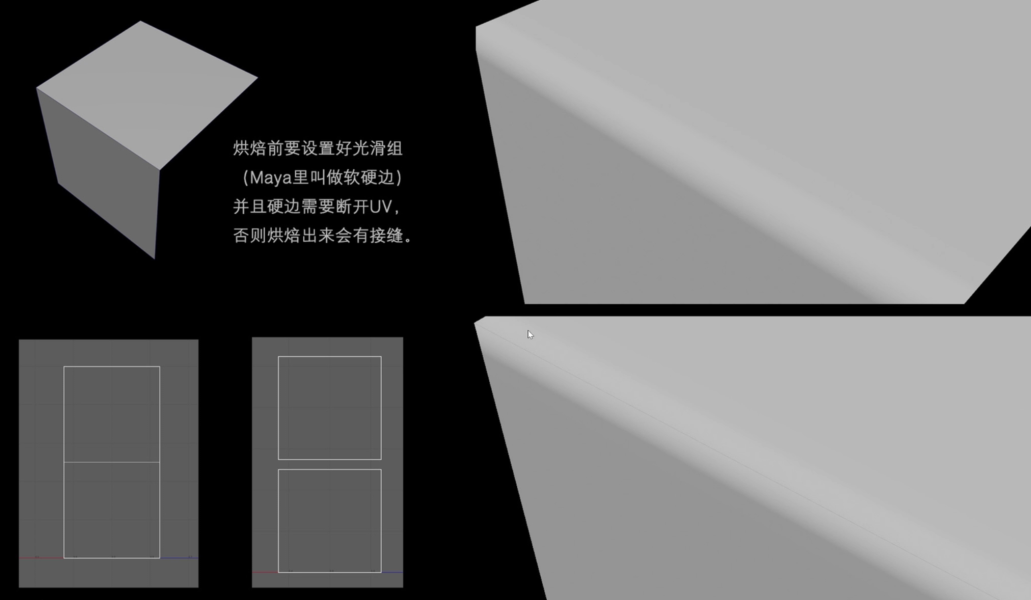 烘焙前要设置好光滑组
（Maya里叫做软硬边）
并且硬边需要断开UV，
否则烘焙出来会有接缝。